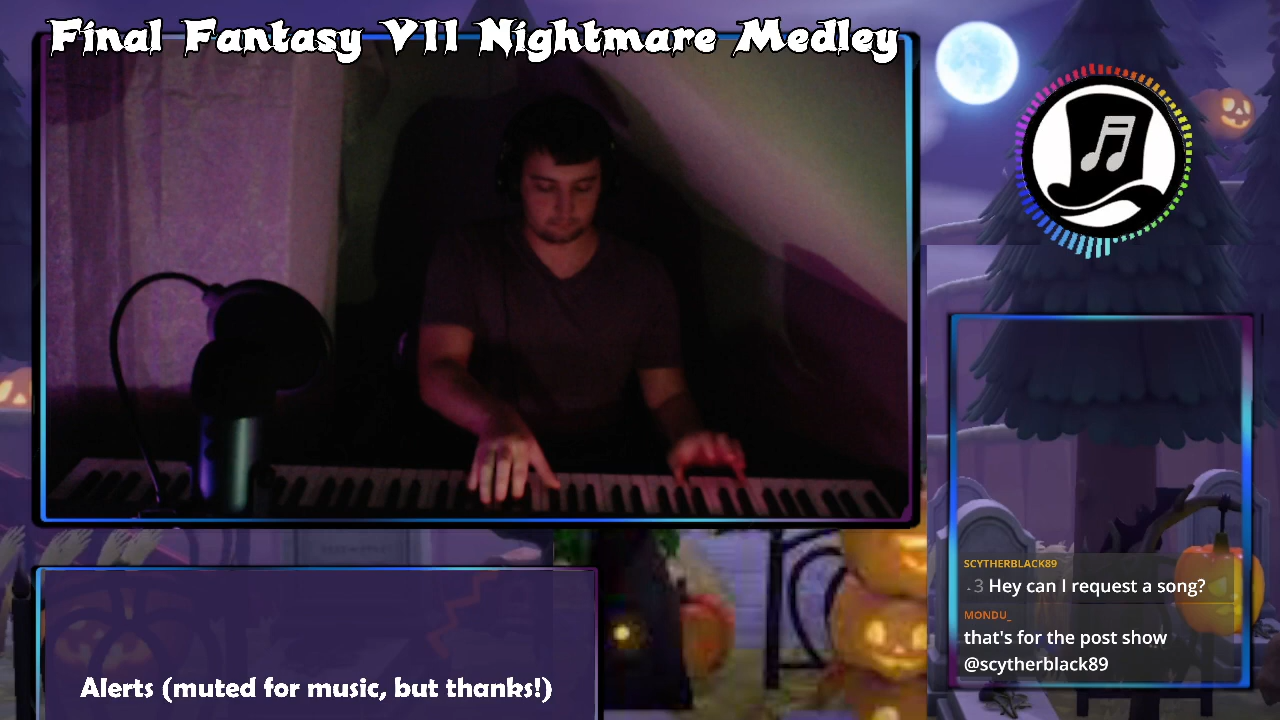 Final Fantasy VII Nightmare Medley
SCYTHERBLACK89
Hey can I request a song?
MONDU_
that's for the post show
@scytherblack89
Alerts (muted for music, but thanks!)